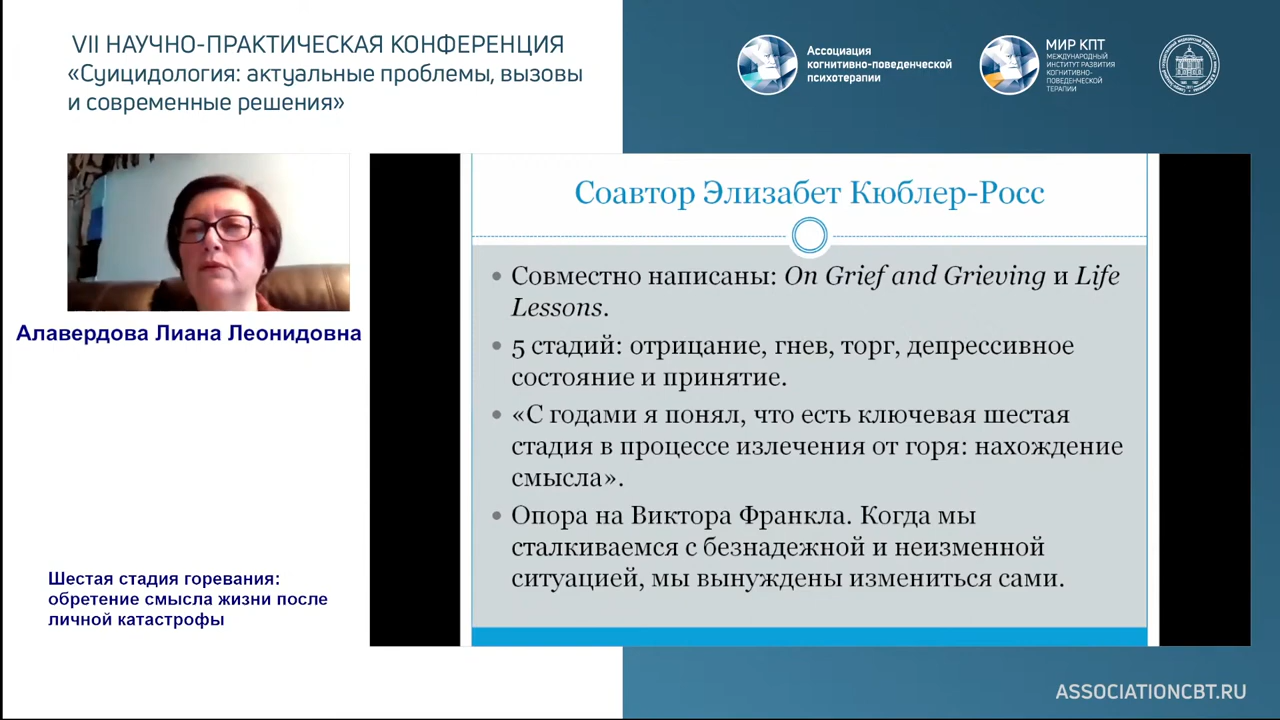 VII НАУЧНО-ПРАКТИЧЕСКАЯ КОНФЕРЕНЦИЯ
«Суицидология: актуальные проблемы, вызовы
и современные решения»
Ассоциация
когнитивно-поведенческой
психотерапии
МИР КПТ
МЕЖДУНАРОДНЫЙ
ИНСТИТУТ РАЗВИТИЯ
КОГНИТИВНО-
ПОВЕДЕНЧЕСКОЙ
ТЕРАПИИ
Алавердова Лиана Леонидовна
Шестая стадия горевания:
обретение смысла жизни после
личной катастрофы
Соавтор Элизабет Кюблер-Росс
• Совместно написаны: On Grief and Grieving и Life
Lessons.
• 5 стадий: отрицание, гнев, торг, депрессивное
состояние и принятие.
• «С годами я понял, что есть ключевая шестая
стадия в процессе излечения от горя: нахождение
смысла».
• Опора на Виктора Франкла. Когда мы
сталкиваемся с безнадежной и неизменной
ситуацией, мы вынуждены измениться сами.
ASSOCIATIONCBT.RU